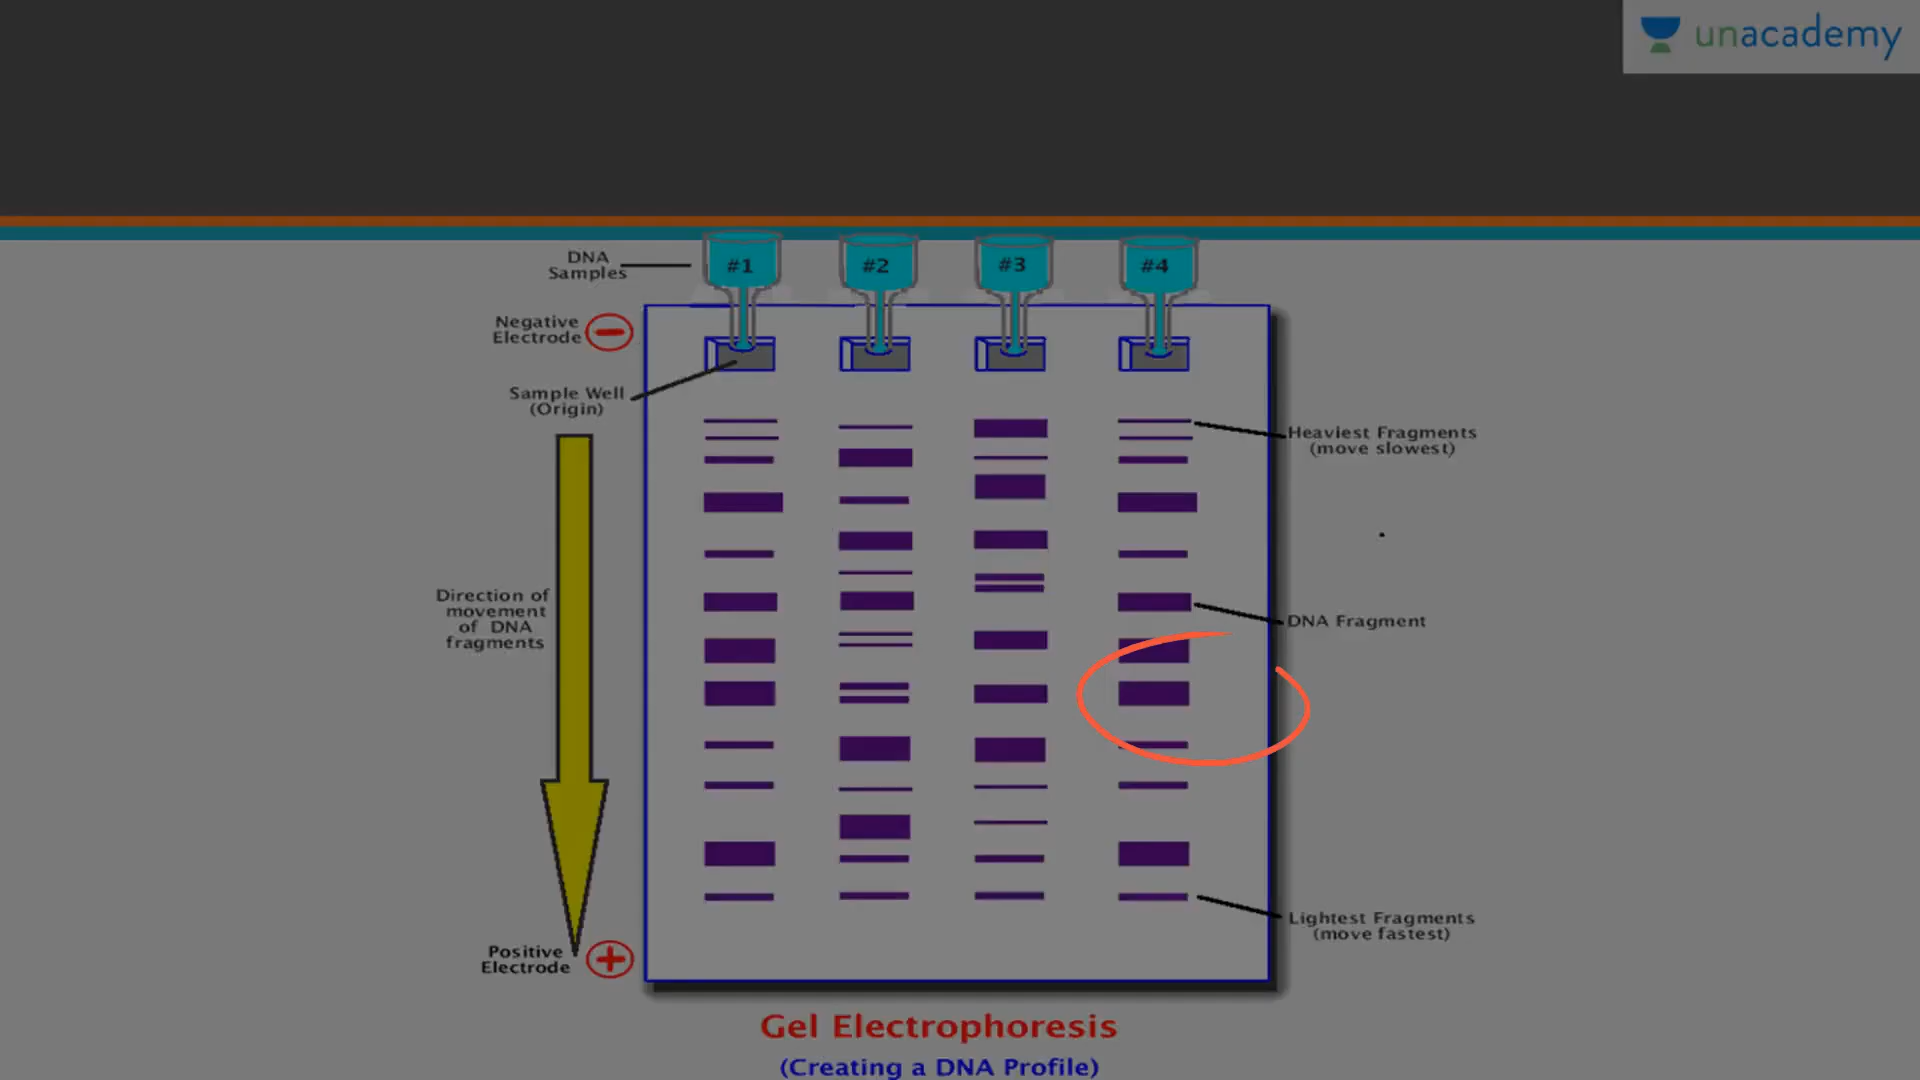 unacademy
DNA
Samples
#1
#2
#3
#4
Negative
Electrode
Sample Well
(Origin)
Heaviest Fragments
(move slowest)
Direction of
movement
of DNA
fragments
DNA Fragment
Lightest Fragments
(move fastest)
Positive
Electrode
Gel Electrophoresis
(Creating a DNA Profile)